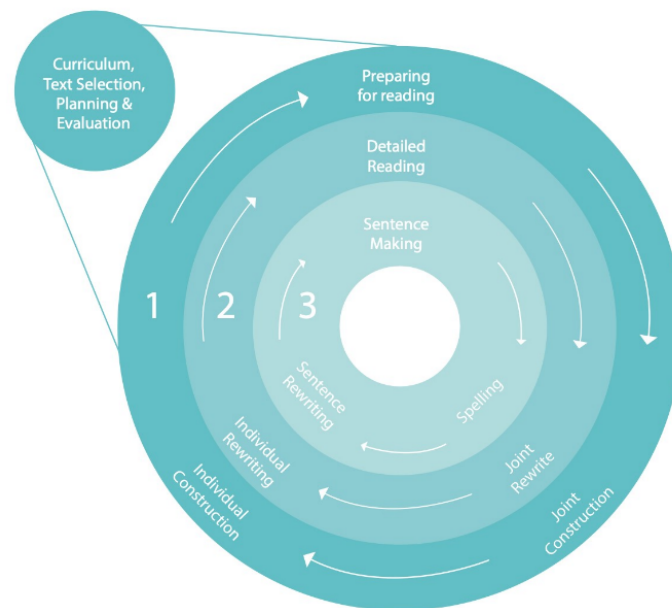 Curriculum,
Text Selection,
Planning &
Evaluation
Preparing
for reading
Detailed
Reading
Sentence
Making
1
2
3
Sentence
Rewriting
Spelling
Individual
Rewriting
Joint
Rewrite
Individual
Construction
Joint
Construction